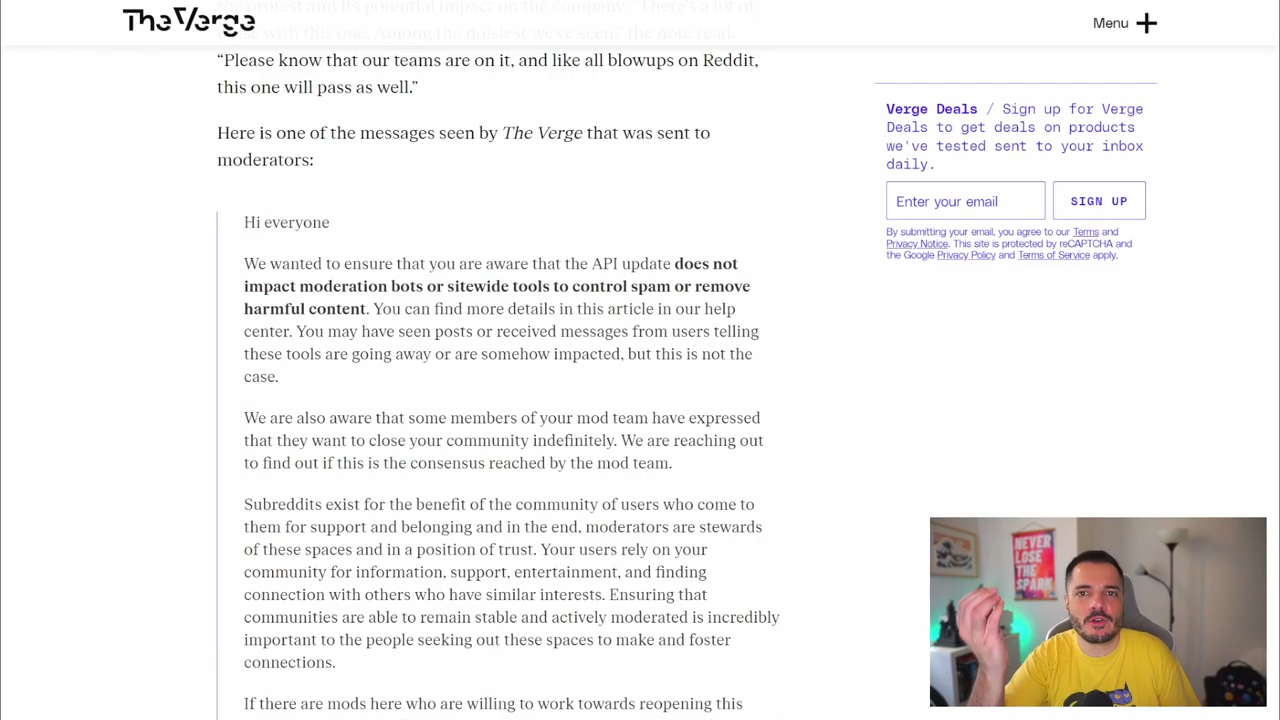 The Verge
Menu
the protest and its potential impact on the company. "There's a lot of
noise with this one. Among the noisiest we've seen," the note read.
“Please know that our teams are on it, and like all blowups on Reddit,
this one will pass as well.”
Here is one of the messages seen by The Verge that was sent to
moderators:
Hi everyone
We wanted to ensure that you are aware that the API update does not
impact moderation bots or sitewide tools to control spam or remove
harmful content. You can find more details in this article in our help
center. You may have seen posts or received messages from users telling
these tools are going away or are somehow impacted, but this is not the
case.
We are also aware that some members of your mod team have expressed
that they want to close your community indefinitely. We are reaching out
to find out if this is the consensus reached by the mod team.
Subreddits exist for the benefit of the community of users who come to
them for support and belonging and in the end, moderators are stewards
of these spaces and in a position of trust. Your users rely on your
community for information, support, entertainment, and finding
connection with others who have similar interests. Ensuring that
communities are able to remain stable and actively moderated is incredibly
important to the people seeking out these spaces to make and foster
connections.
If there are mods here who are willing to work towards reopening this
Verge Deals / Sign up for Verge
Deals to get deals on products
we've tested sent to your inbox
daily.
Enter your email
SIGN UP
By submitting your email, you agree to our Terms and
Privacy Notice. This site is protected by reCAPTCHA and
the Google Privacy Policy and Terms of Service apply.
NEVER
LOSE
THE
SPARK